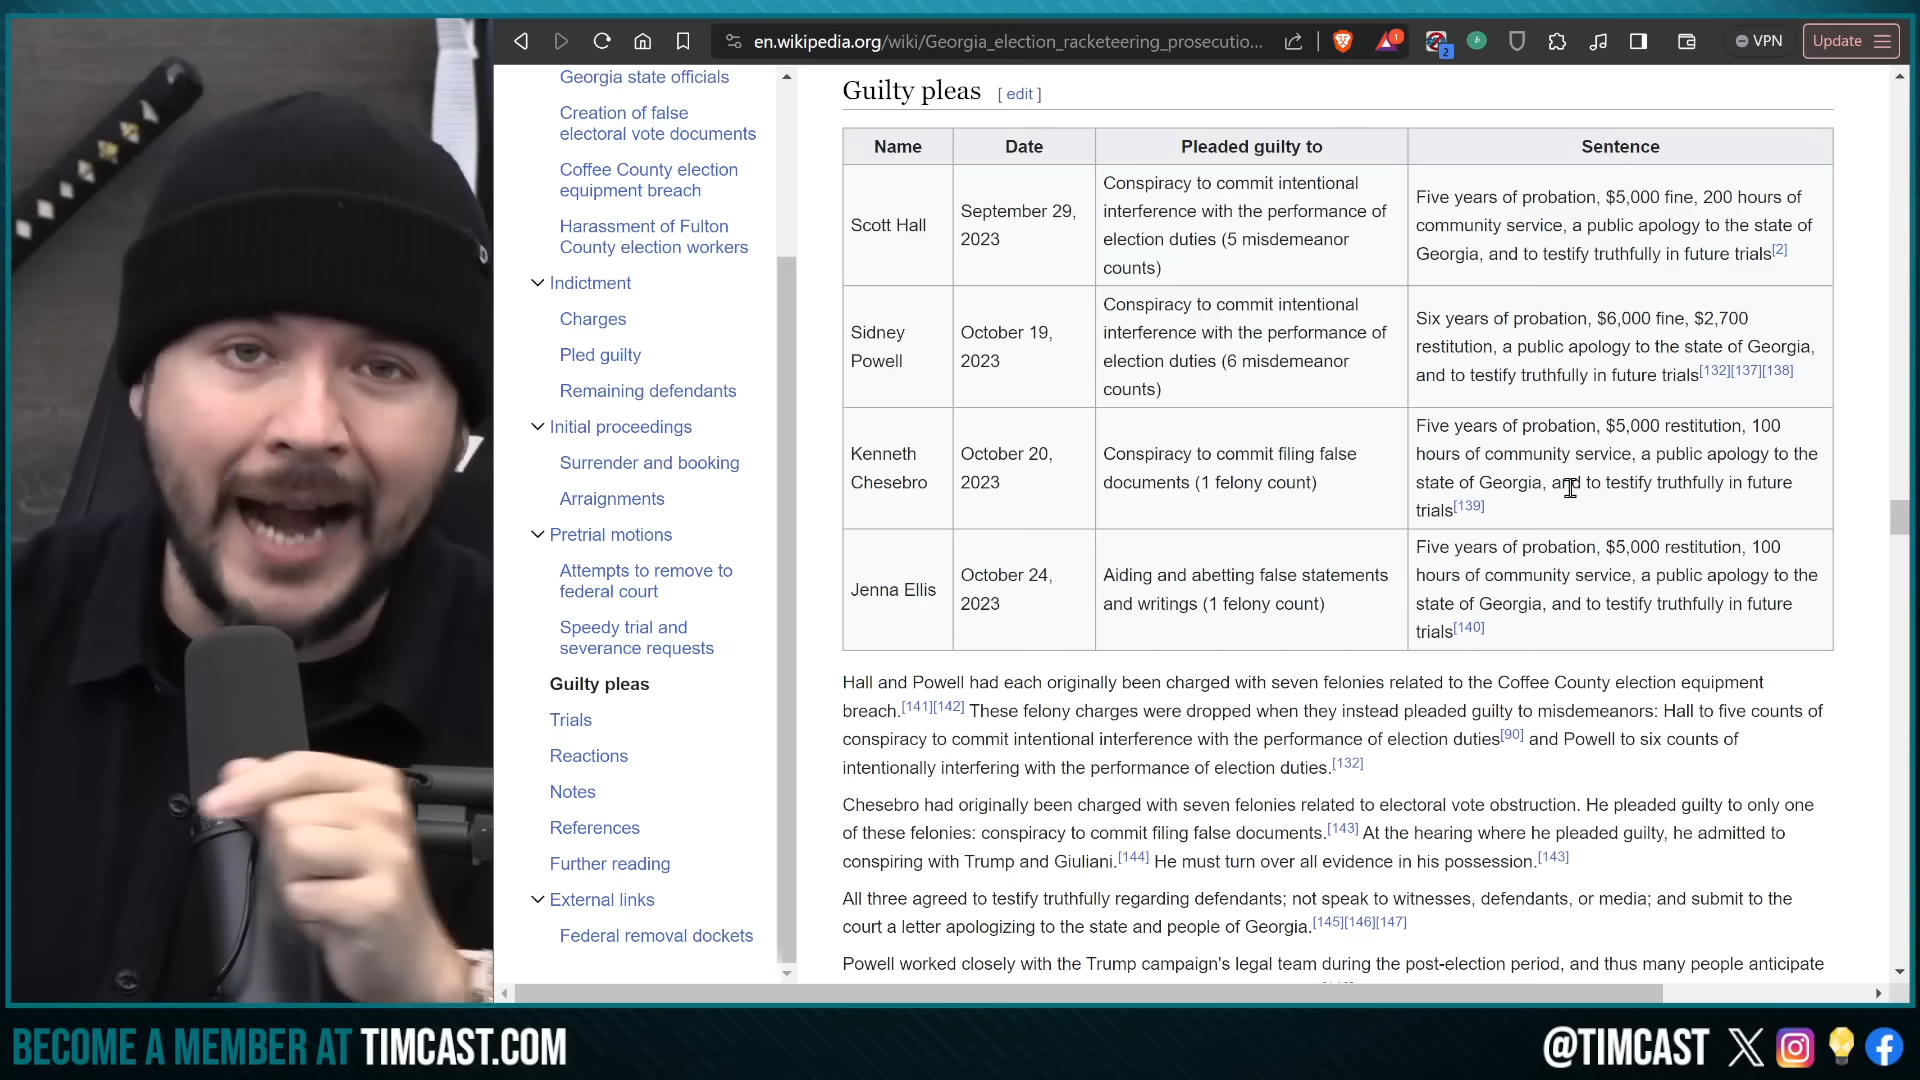 en.wikipedia.org/wiki/Georgia_election_racketeering_prosecutio...
1
2
b
VPN
Update
Georgia state officials
Creation of false
electoral vote documents
Coffee County election
equipment breach
Harassment of Fulton
County election workers
Indictment
Charges
Pled guilty
Remaining defendants
Initial proceedings
Surrender and booking
Arraignments
Pretrial motions
Attempts to remove to
federal court
Speedy trial and
severance requests
Guilty pleas
Trials
Reactions
Notes
References
Further reading
External links
Federal removal dockets
Guilty pleas [ edit ]
Name Date Pleaded guilty to Sentence
Scott Hall
September 29,
2023
Conspiracy to commit intentional
interference with the performance of
election duties (5 misdemeanor
counts)
Five years of probation, $5,000 fine, 200 hours of
community service, a public apology to the state of
Georgia, and to testify truthfully in future trials[2]
Sidney
Powell
October 19,
2023
Conspiracy to commit intentional
interference with the performance of
election duties (6 misdemeanor
counts)
Six years of probation, $6,000 fine, $2,700
restitution, a public apology to the state of Georgia,
and to testify truthfully in future trials[132][137][138]
Kenneth
Chesebro
October 20,
2023
Conspiracy to commit filing false
documents (1 felony count)
Five years of probation, $5,000 restitution, 100
hours of community service, a public apology to the
state of Georgia, and to testify truthfully in future
trials[139]
Jenna Ellis
October 24,
2023
Aiding and abetting false statements
and writings (1 felony count)
Five years of probation, $5,000 restitution, 100
hours of community service, a public apology to the
state of Georgia, and to testify truthfully in future
trials[140]
Hall and Powell had each originally been charged with seven felonies related to the Coffee County election equipment
breach.[141][142] These felony charges were dropped when they instead pleaded guilty to misdemeanors: Hall to five counts of
conspiracy to commit intentional interference with the performance of election duties[90] and Powell to six counts of
intentionally interfering with the performance of election duties.[132]
Chesebro had originally been charged with seven felonies related to electoral vote obstruction. He pleaded guilty to only one
of these felonies: conspiracy to commit filing false documents.[143] At the hearing where he pleaded guilty, he admitted to
conspiring with Trump and Giuliani.[144] He must turn over all evidence in his possession.[143]
All three agreed to testify truthfully regarding defendants; not speak to witnesses, defendants, or media; and submit to the
court a letter apologizing to the state and people of Georgia.[145][146][147]
Powell worked closely with the Trump campaign's legal team during the post-election period, and thus many people anticipate
BECOME A MEMBER AT TIMCAST.COM
@TIMCAST